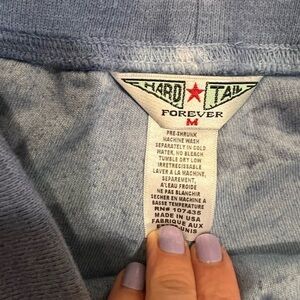 HARD TAIL
FOREVER
M
PRE-SHRUNK
MACHINE WASH
SEPARATELY IN COLD
WATER, NO BLEACH
TUMBLE DRY LOW
IRRETRECISSABLE
LAVER A LA MACHINE,
SEPAREMENT,
A'LEAU FROIDE
NE PAS BLANCHIR
SECHER EN MACHINE A
BASSE TEMPERATURE
RN# 107435
MADE IN USA
FABRIQUE AUX
UNIS